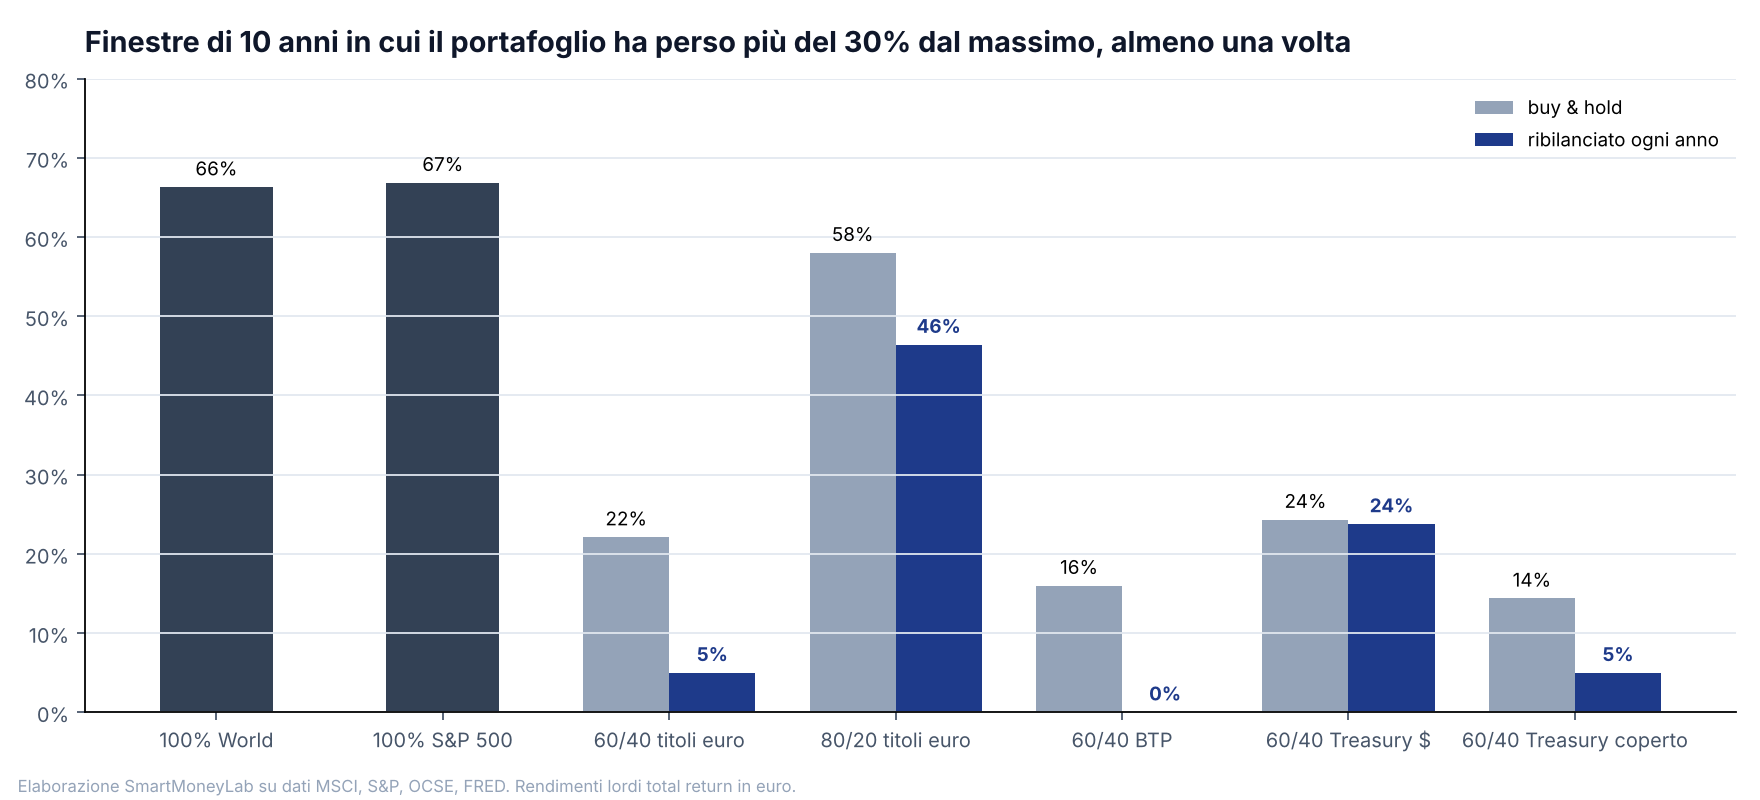 Finestre di 10 anni in cui il portafoglio ha perso più del 30% dal massimo, almeno una volta
80%
70%
60%
50%
40%
30%
20%
10%
0%
buy & hold
ribilanciato ogni anno
66%
67%
22%
5%
58%
46%
16%
0%
24%
24%
14%
5%
100% World
100% S&P 500
60/40 titoli euro
80/20 titoli euro
60/40 BTP
60/40 Treasury $
60/40 Treasury coperto
Elaborazione SmartMoneyLab su dati MSCI, S&P, OCSE, FRED. Rendimenti lordi total return in euro.